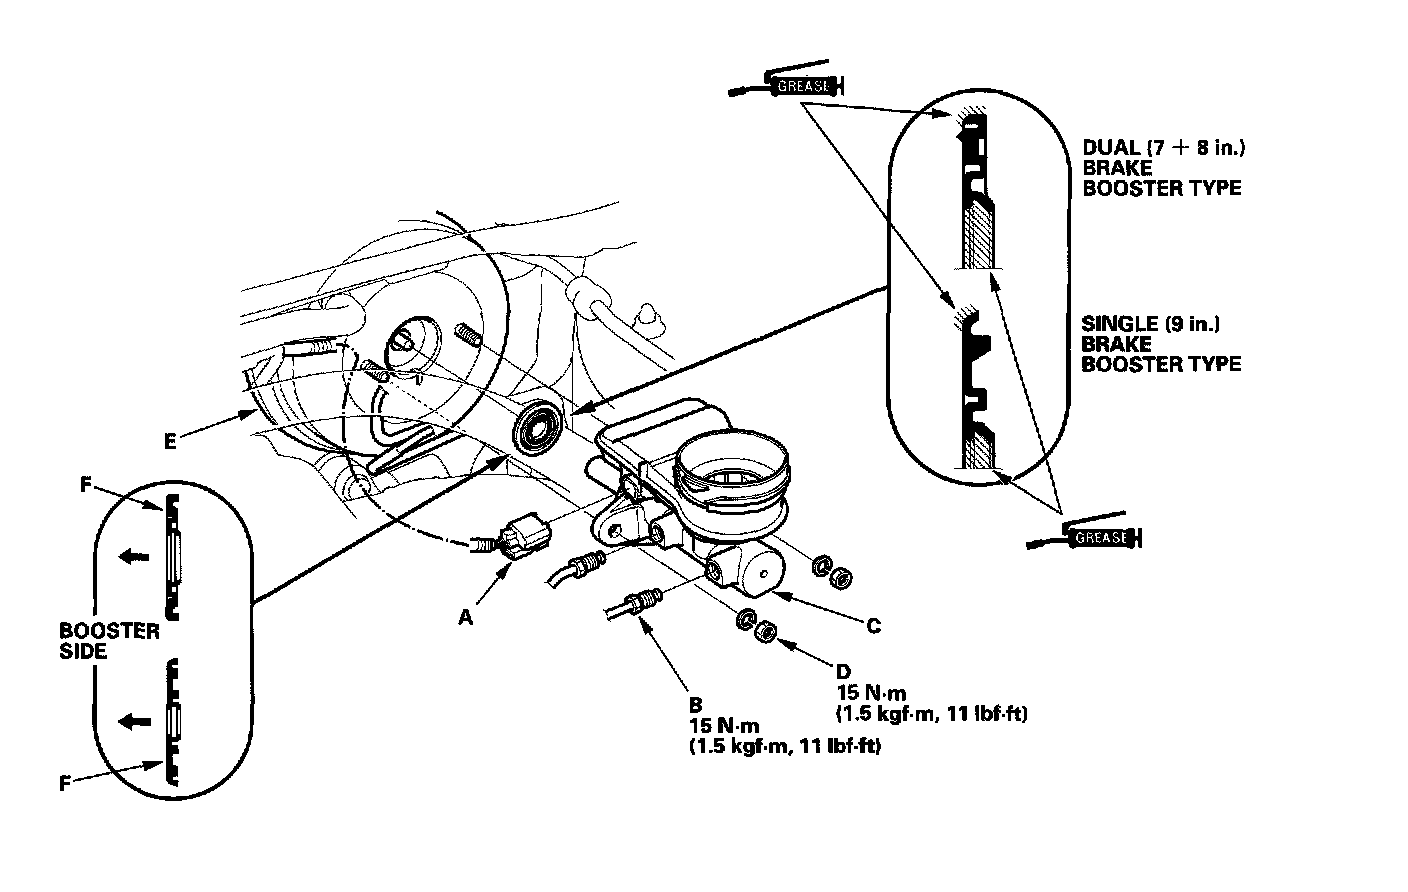 GREASE
DUAL (7 + 8 in.)
BRAKE
BOOSTER TYPE
SINGLE (9 in.)
BRAKE
BOOSTER TYPE
GREASE
E
F
A
BOOSTER
SIDE
F
C
D
15 N·m
(1.5 kgf·m, 11 lbf·ft)
B
15 N·m
(1.5 kgf·m, 11 lbf·ft)